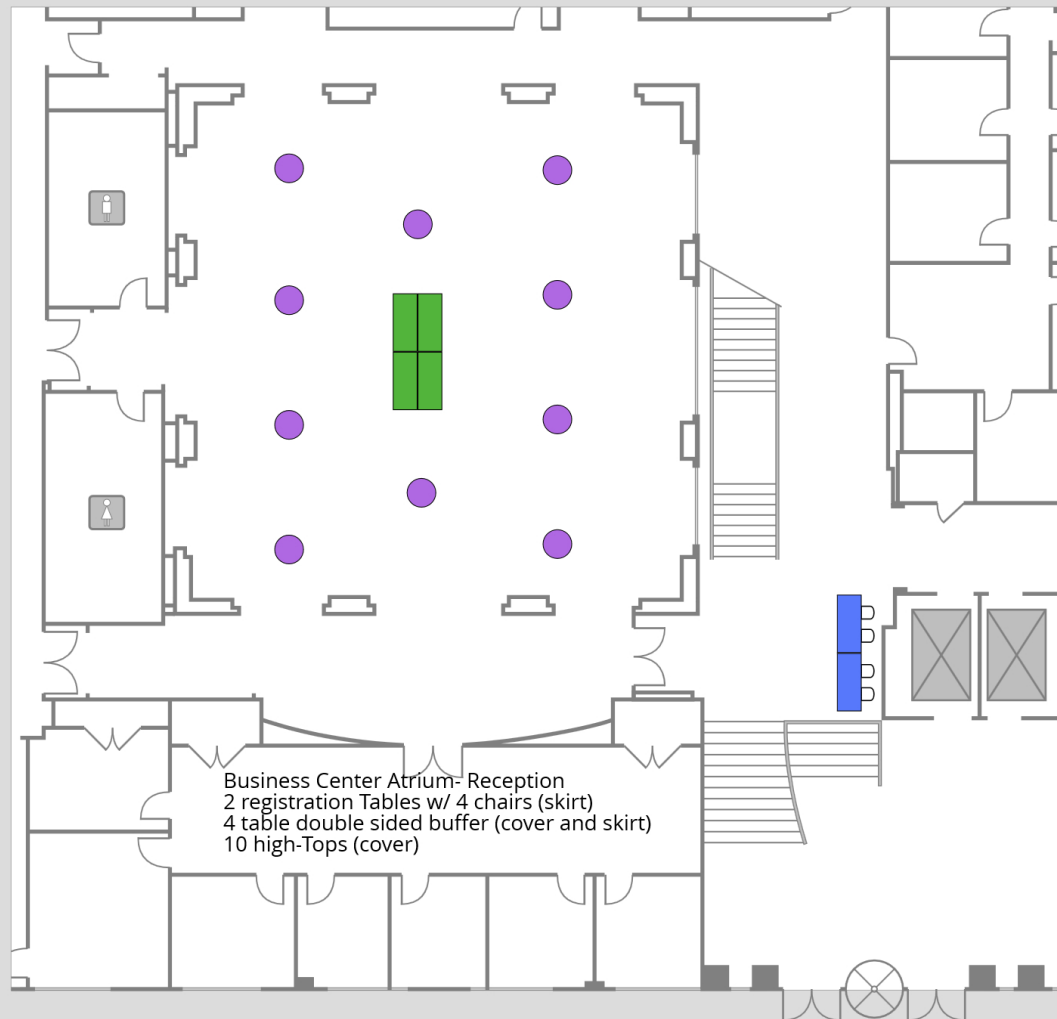 Business Center Atrium- Reception
2 registration Tables w/ 4 chairs (skirt)
4 table double sided buffer (cover and skirt)
10 high-Tops (cover)